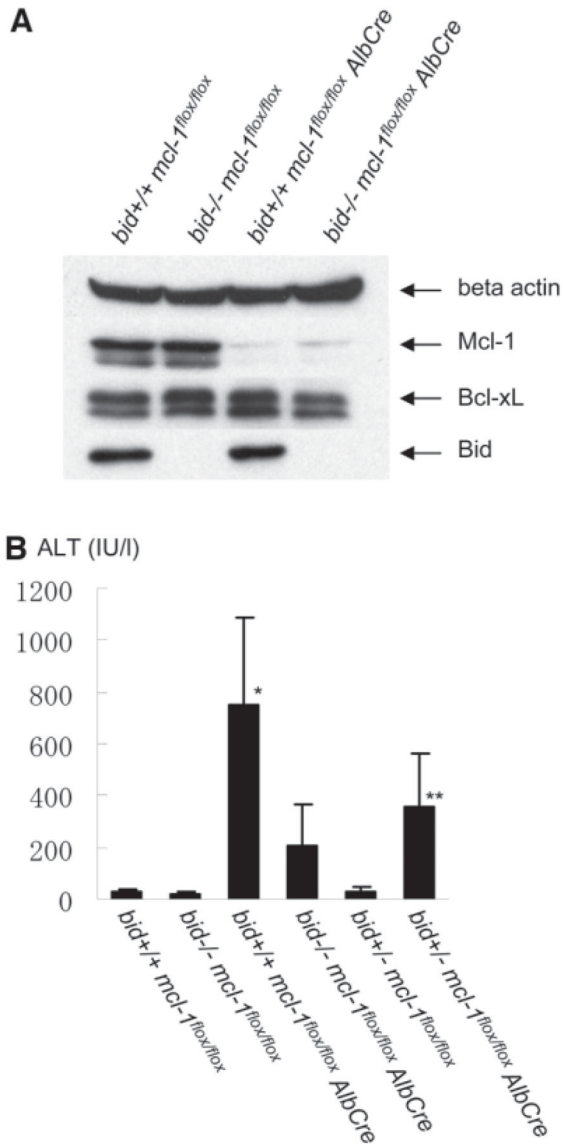 A
bid+/+ mcl-1flox/flox
bid-/- mcl-1flox/flox
bid+/+ mcl-1flox/flox AlbCre
bid-/- mcl-1flox/flox AlbCre
beta actin
Mcl-1
Bcl-xL
Bid
B ALT (IU/l)
1200
1000
800
600
400
200
0
*
**
bid+/+ mcl-1flox/flox
bid-/- mcl-1flox/flox
bid+/+ mcl-1flox/flox AlbCre
bid-/- mcl-1flox/flox AlbCre
bid+/- mcl-1flox/flox
bid+/- mcl-1flox/flox AlbCre